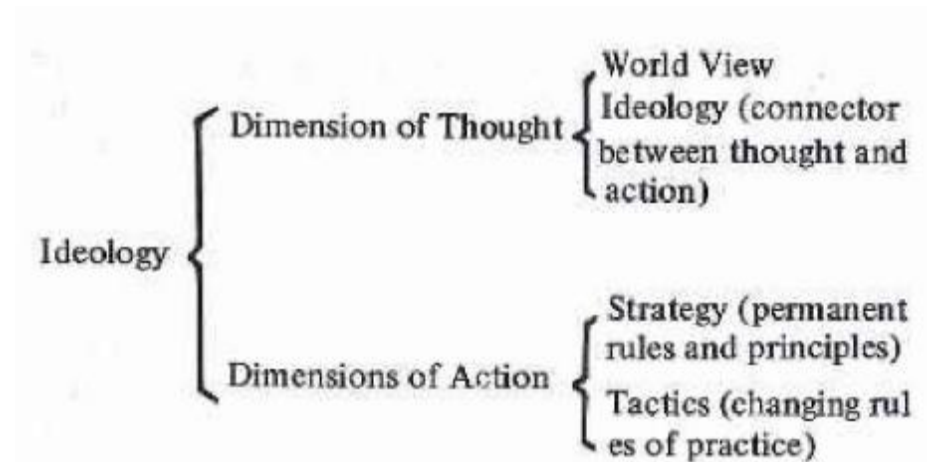 World View
Dimension of Thought
Ideology (connector
between thought and
action)
Ideology
Strategy (permanent
rules and principles)
Dimensions of Action
Tactics (changing rul
es of practice)